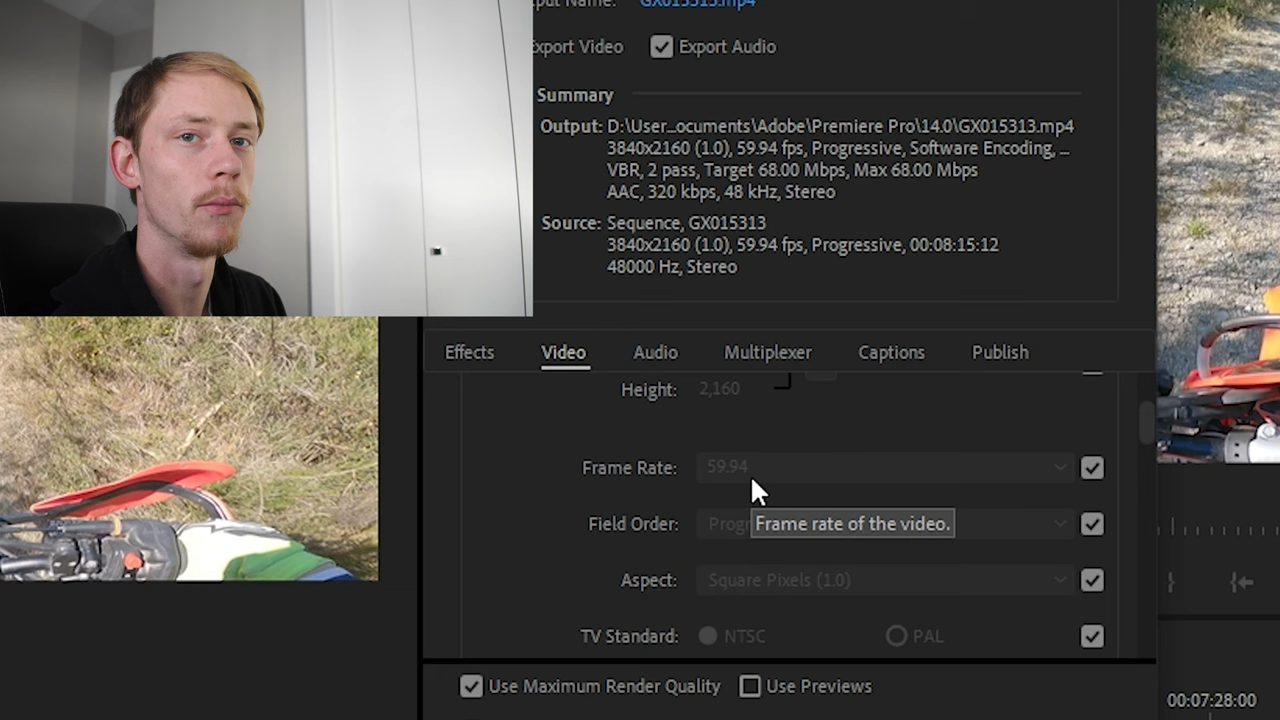 put Name: GX015313.mp4
Export Video Export Audio
Summary
Output: D:\User...ocuments\Adobe\Premiere Pro\14.0\GX015313.mp4
3840x2160 (1.0), 59.94 fps, Progressive, Software Encoding, ...
VBR, 2 pass, Target 68.00 Mbps, Max 68.00 Mbps
AAC, 320 kbps, 48 kHz, Stereo
Source: Sequence, GX015313
3840x2160 (1.0), 59.94 fps, Progressive, 00:08:15:12
48000 Hz, Stereo
Effects Video Audio Multiplexer Captions Publish
Height: 2,160
Frame Rate: 59.94
Field Order: Progr
Frame rate of the video.
Aspect: Square Pixels (1.0)
TV Standard: NTSC PAL
Use Maximum Render Quality Use Previews
00:07:28:00